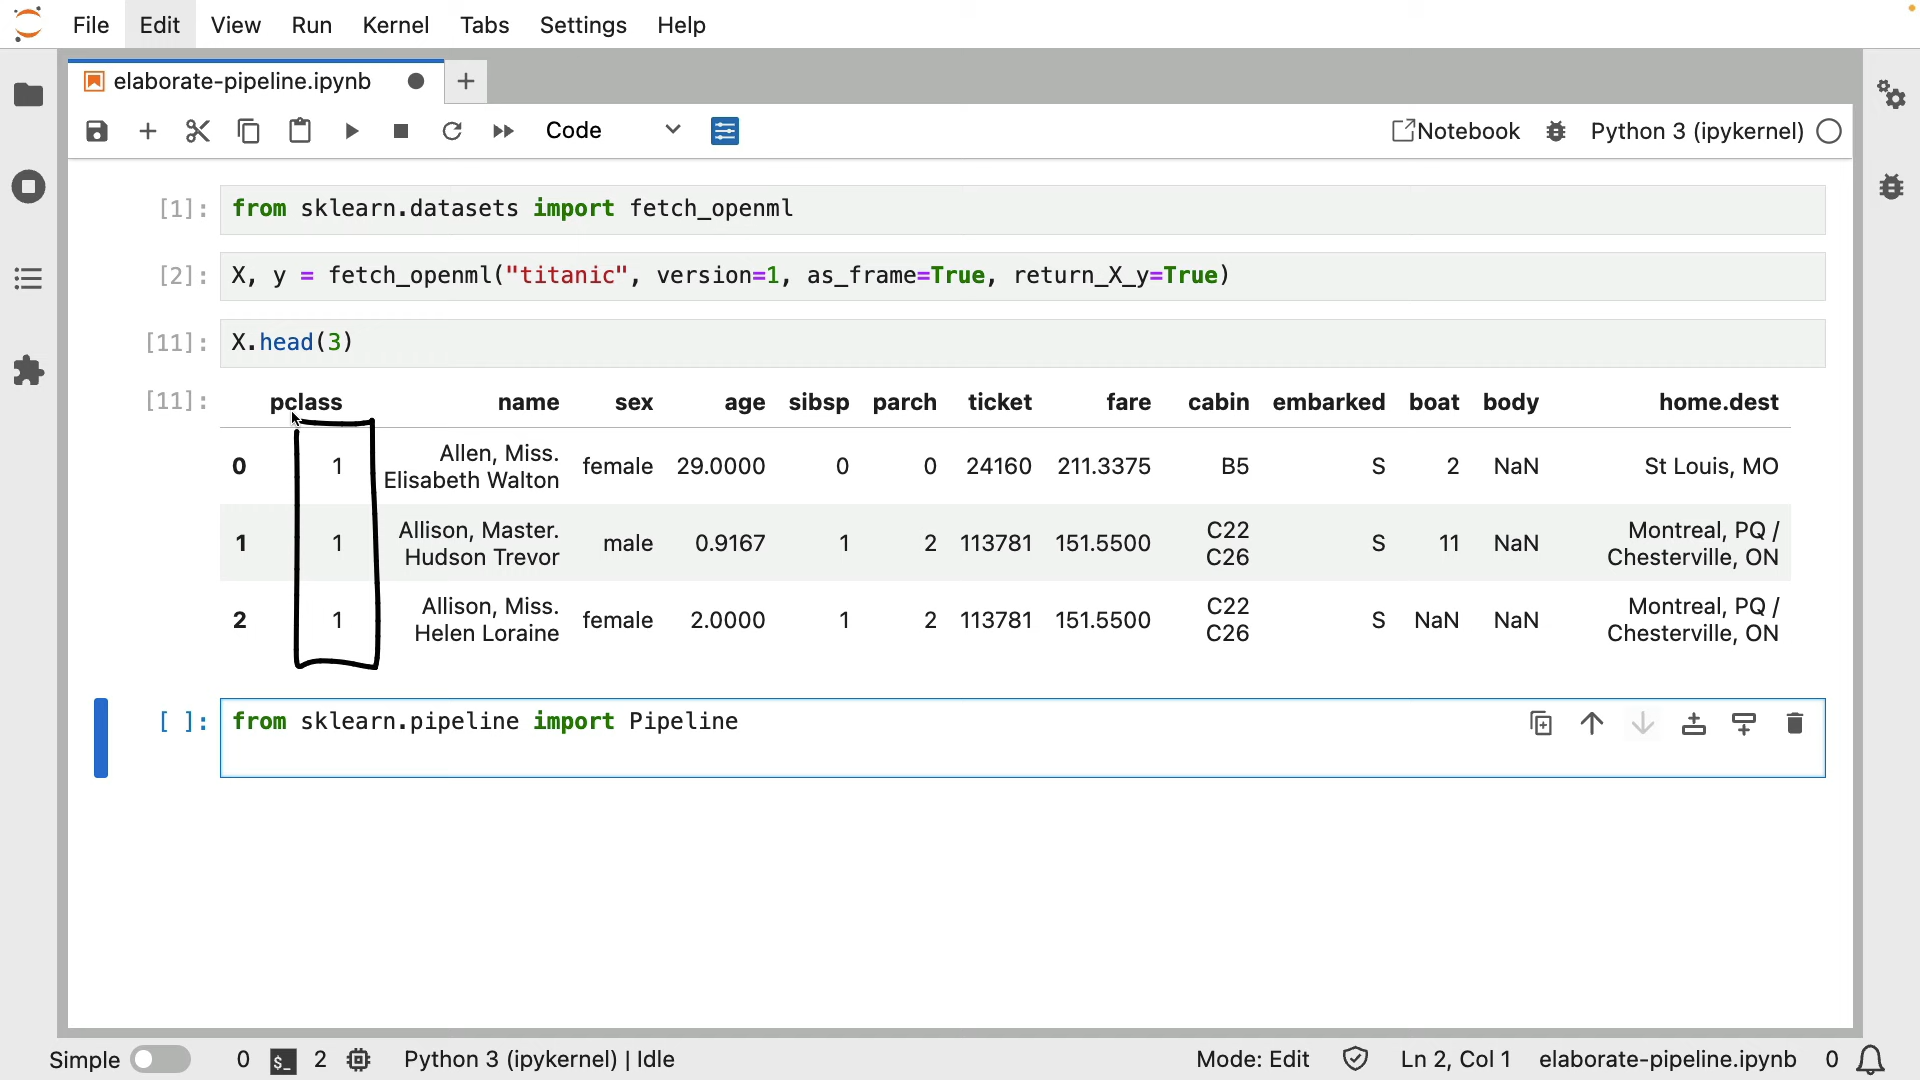 File Edit View Run Kernel Tabs Settings Help
elaborate-pipeline.ipynb
Code Notebook Python 3 (ipykernel)
[1]: from sklearn.datasets import fetch_openml
[2]: X, y = fetch_openml("titanic", version=1, as_frame=True, return_X_y=True)
[11]: X.head(3)
[11]: pclass name sex age sibsp parch ticket fare cabin embarked boat body home.dest
0 1 Allen, Miss. Elisabeth Walton female 29.0000 0 0 24160 211.3375 B5 S 2 NaN St Louis, MO
1 1 Allison, Master. Hudson Trevor male 0.9167 1 2 113781 151.5500 C22 C26 S 11 NaN Montreal, PQ / Chesterville, ON
2 1 Allison, Miss. Helen Loraine female 2.0000 1 2 113781 151.5500 C22 C26 S NaN NaN Montreal, PQ / Chesterville, ON
[ ]: from sklearn.pipeline import Pipeline
Simple 0 $_ 2 Python 3 (ipykernel) | Idle Mode: Edit Ln 2, Col 1 elaborate-pipeline.ipynb 0